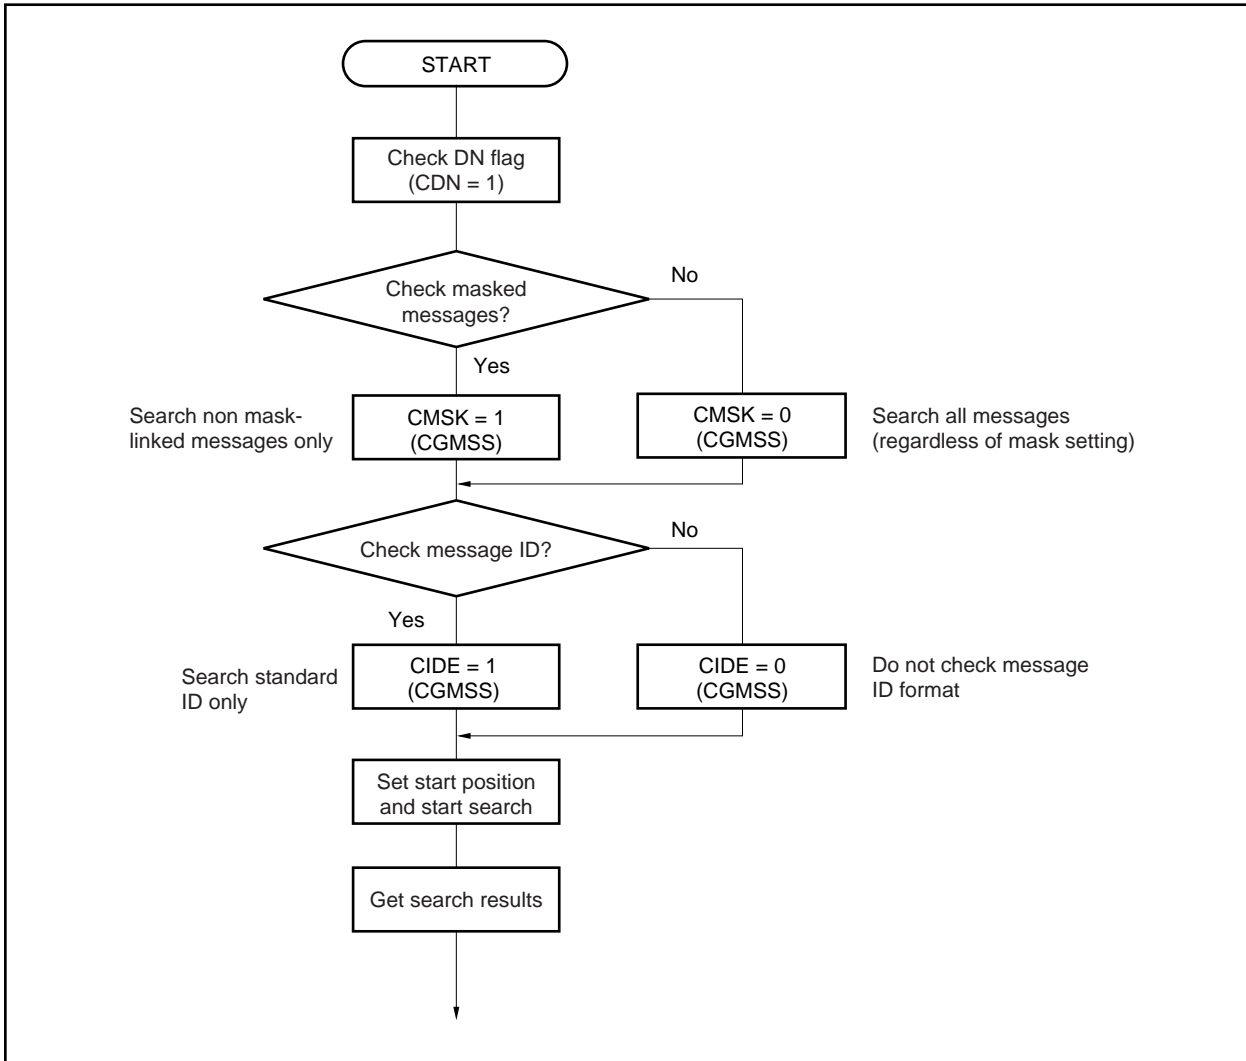 START
Check DN flag
(CDN = 1)
Check masked
messages?
No
Yes
Search non mask-
linked messages only
CMSK = 1
(CGMSS)
CMSK = 0
(CGMSS)
Search all messages
(regardless of mask setting)
Check message ID?
No
Yes
Search standard
ID only
CIDE = 1
(CGMSS)
CIDE = 0
(CGMSS)
Do not check message
ID format
Set start position
and start search
Get search results